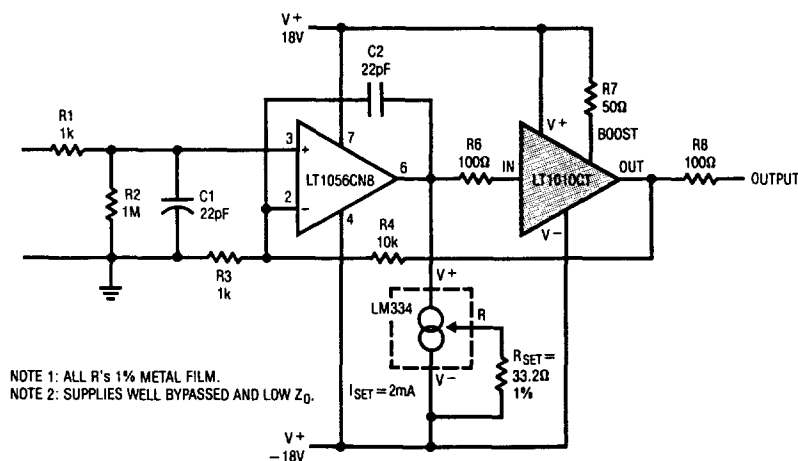 V+
18V
V+
18V
C2
22pF
R1
1k
R7
50Ω
V+
BOOST
3
+
7
LT1056CN8
6
R6
100Ω
IN
LT1010CT
OUT
R8
100Ω
OUTPUT
R2
1M
C1
22pF
2
−
4
V−
R4
10k
R3
1k
V+
LM334
R
V−
ISET = 2mA
RSET =
33.2Ω
1%
NOTE 1: ALL R's 1% METAL FILM.
NOTE 2: SUPPLIES WELL BYPASSED AND LOW Z0.
V+
−18V